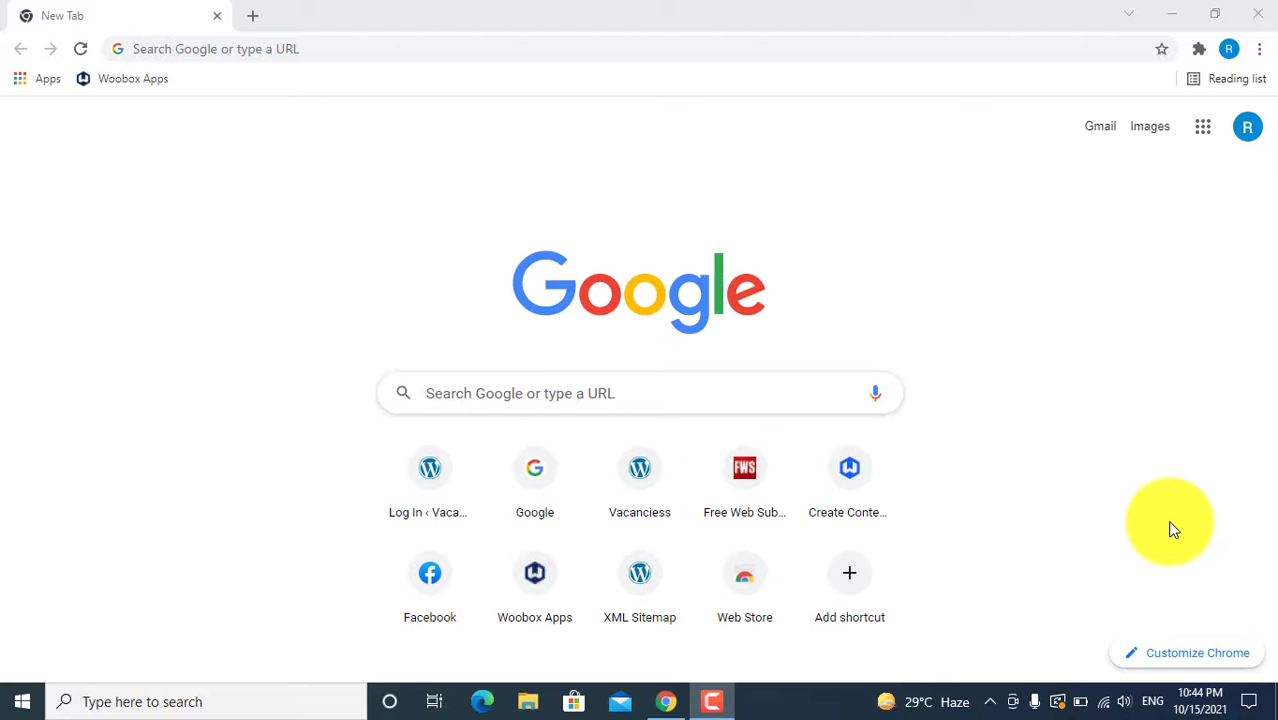 New Tab
Search Google or type a URL
R
Apps
Woobox Apps
Reading list
Gmail
Images
R
Google
Search Google or type a URL
FWS
Log In ‹ Vaca...
Google
Vacanciess
Free Web Sub...
Create Conte...
Facebook
Woobox Apps
XML Sitemap
Web Store
Add shortcut
Customize Chrome
Type here to search
29°C Haze
ENG
10:44 PM
10/15/2021